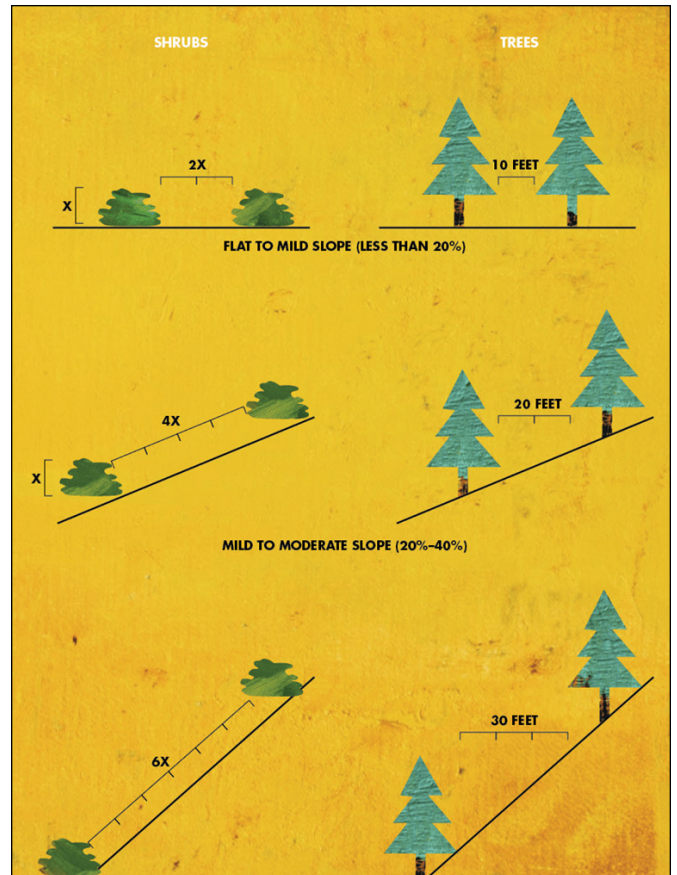 SHRUBS
TREES
2X
10 FEET
X
FLAT TO MILD SLOPE (LESS THAN 20%)
4X
20 FEET
X
MILD TO MODERATE SLOPE (20%–40%)
6X
30 FEET